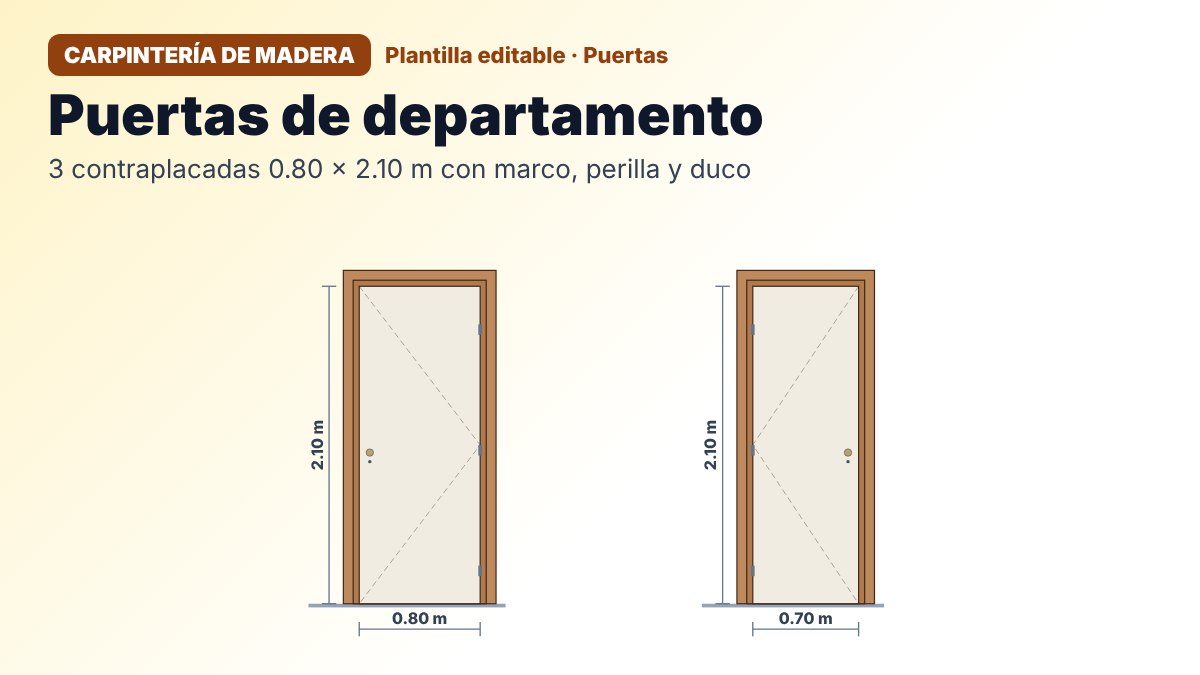 CARPINTERÍA DE MADERA
Plantilla editable · Puertas
Puertas de departamento
3 contraplacadas 0.80 × 2.10 m con marco, perilla y duco
2.10 m
0.80 m
2.10 m
0.70 m